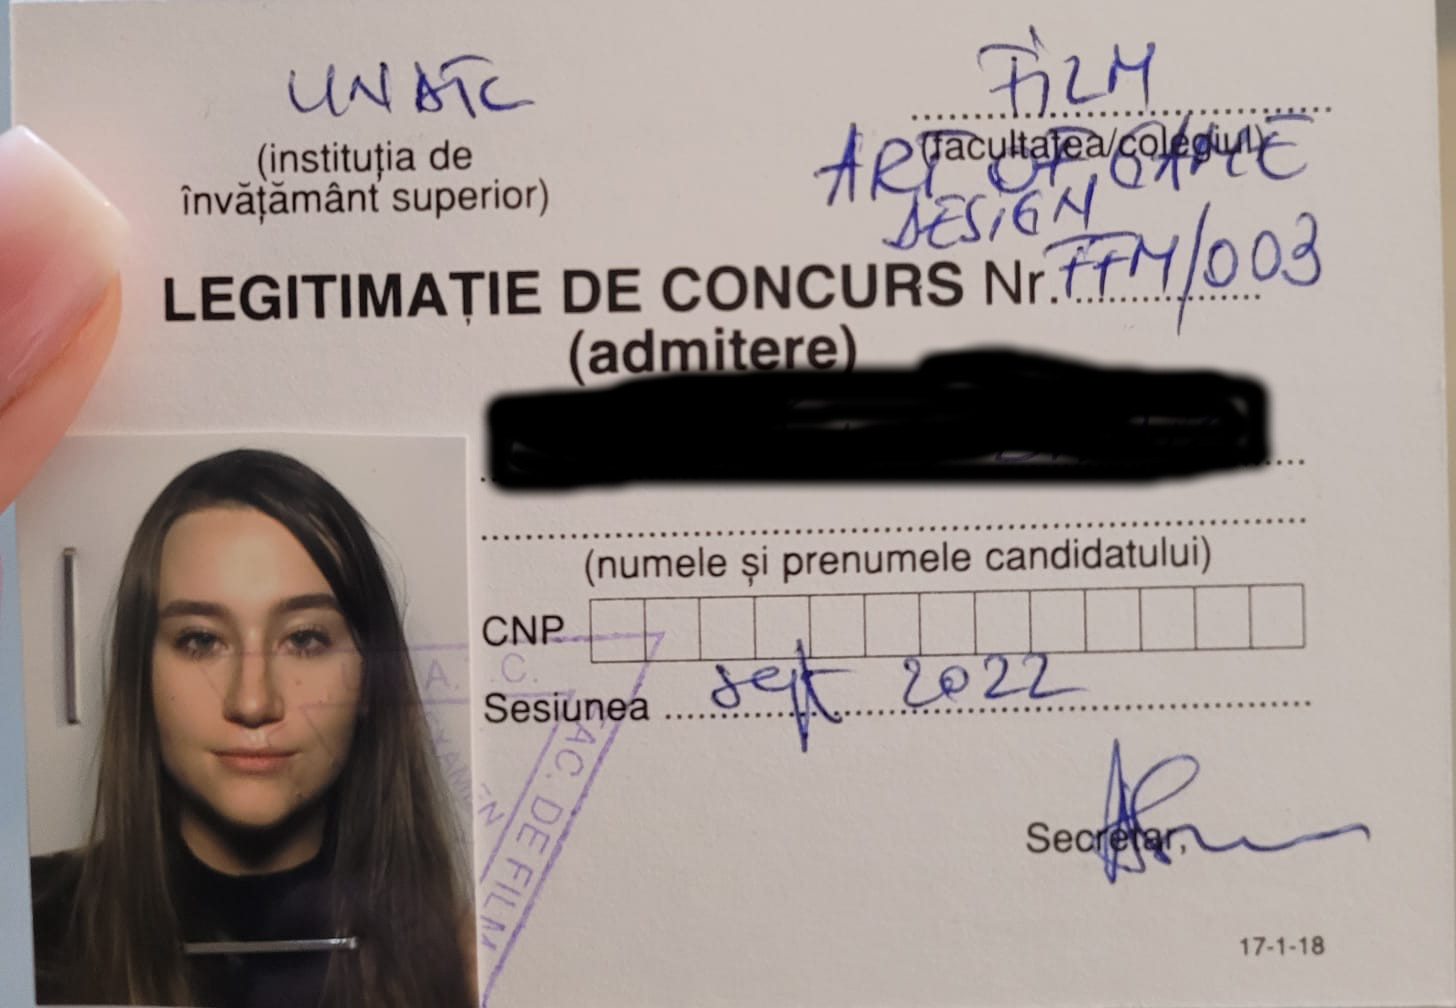 UNATC
(instituția de
învățământ superior)
FILM
(facultatea/colegiul)
ART OF GAME
DESIGN
LEGITIMAȚIE DE CONCURS Nr. FFM/003
(admitere)
(numele și prenumele candidatului)
CNP
Sesiunea sept 2022
Secretar,
A. C.
EXAMEN
FAC. DE FILM
17-1-18